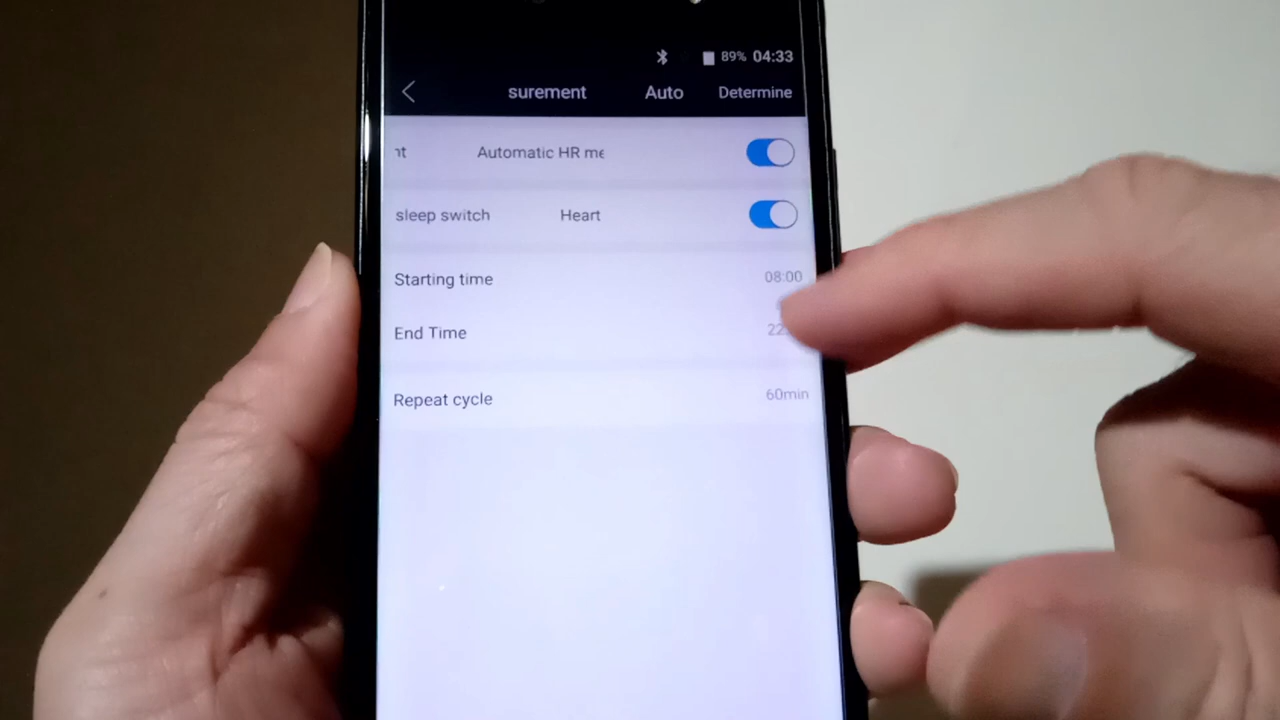 89% 04:33
surement Auto Determine
nt Automatic HR me
sleep switch Heart
Starting time 08:00
End Time 22
Repeat cycle 60min